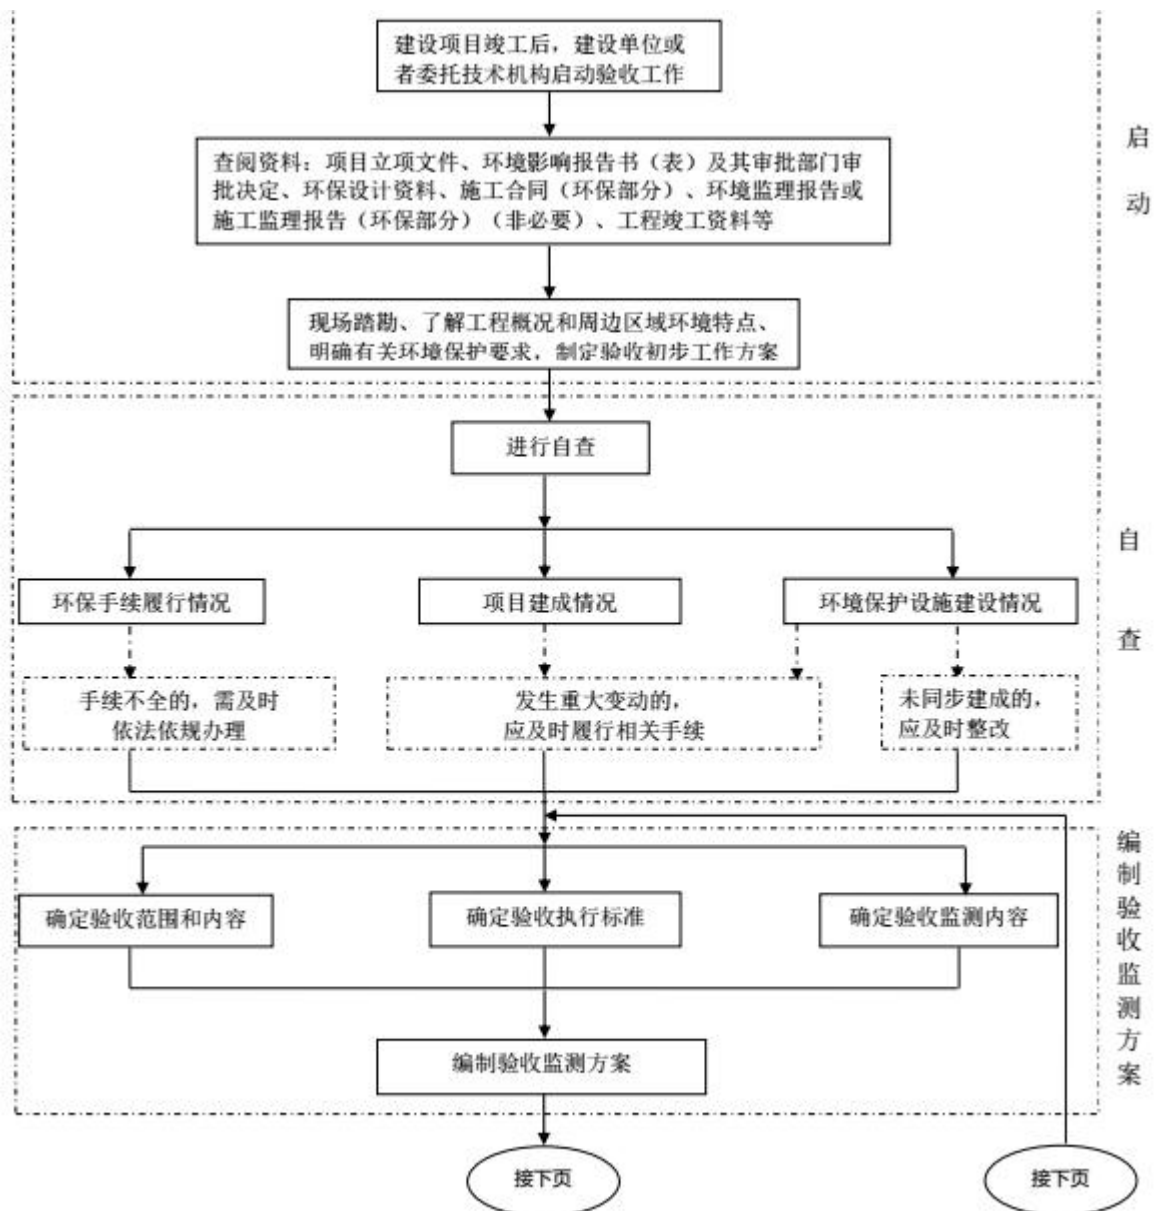 建设项目竣工后，建设单位或
者委托技术机构启动验收工作
启
动
查阅资料：项目立项文件、环境影响报告书（表）及其审批部门审
批决定、环保设计资料、施工合同（环保部分）、环境监理报告或
施工监理报告（环保部分）（非必要）、工程竣工资料等
现场踏勘、了解工程概况和周边区域环境特点、
明确有关环境保护要求，制定验收初步工作方案
进行自查
自
查
环保手续履行情况
项目建成情况
环境保护设施建设情况
手续不全的，需及时
依法依规办理
发生重大变动的，
应及时履行相关手续
未同步建成的，
应及时整改
编
制
验
收
监
测
方
案
确定验收范围和内容
确定验收执行标准
确定验收监测内容
编制验收监测方案
接下页
接下页